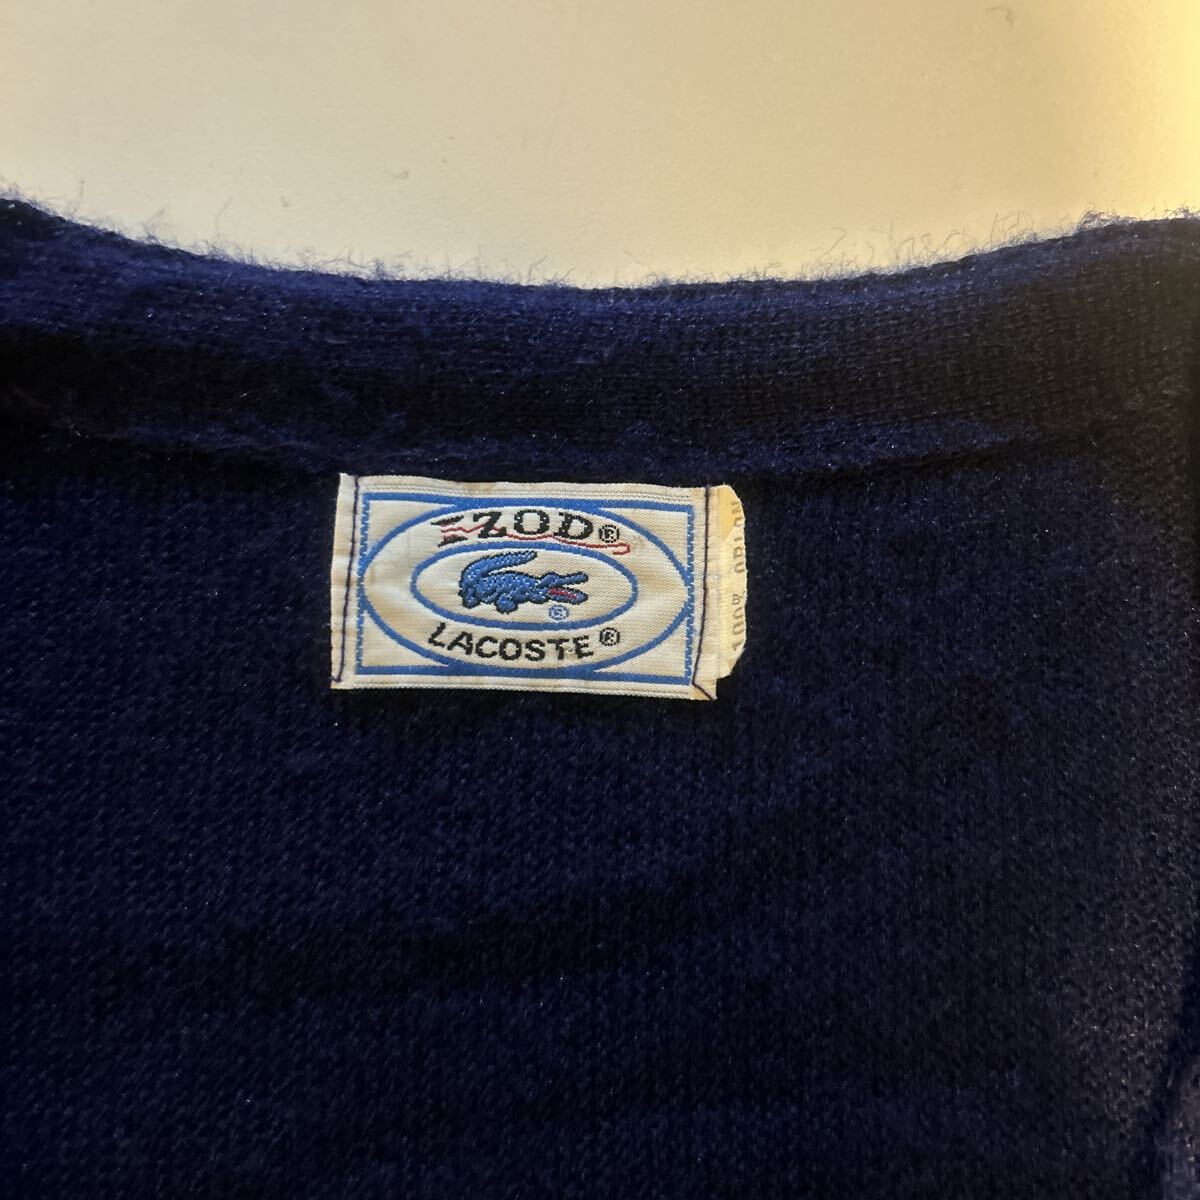 IZOD®
®
LACOSTE®
100% ORLON